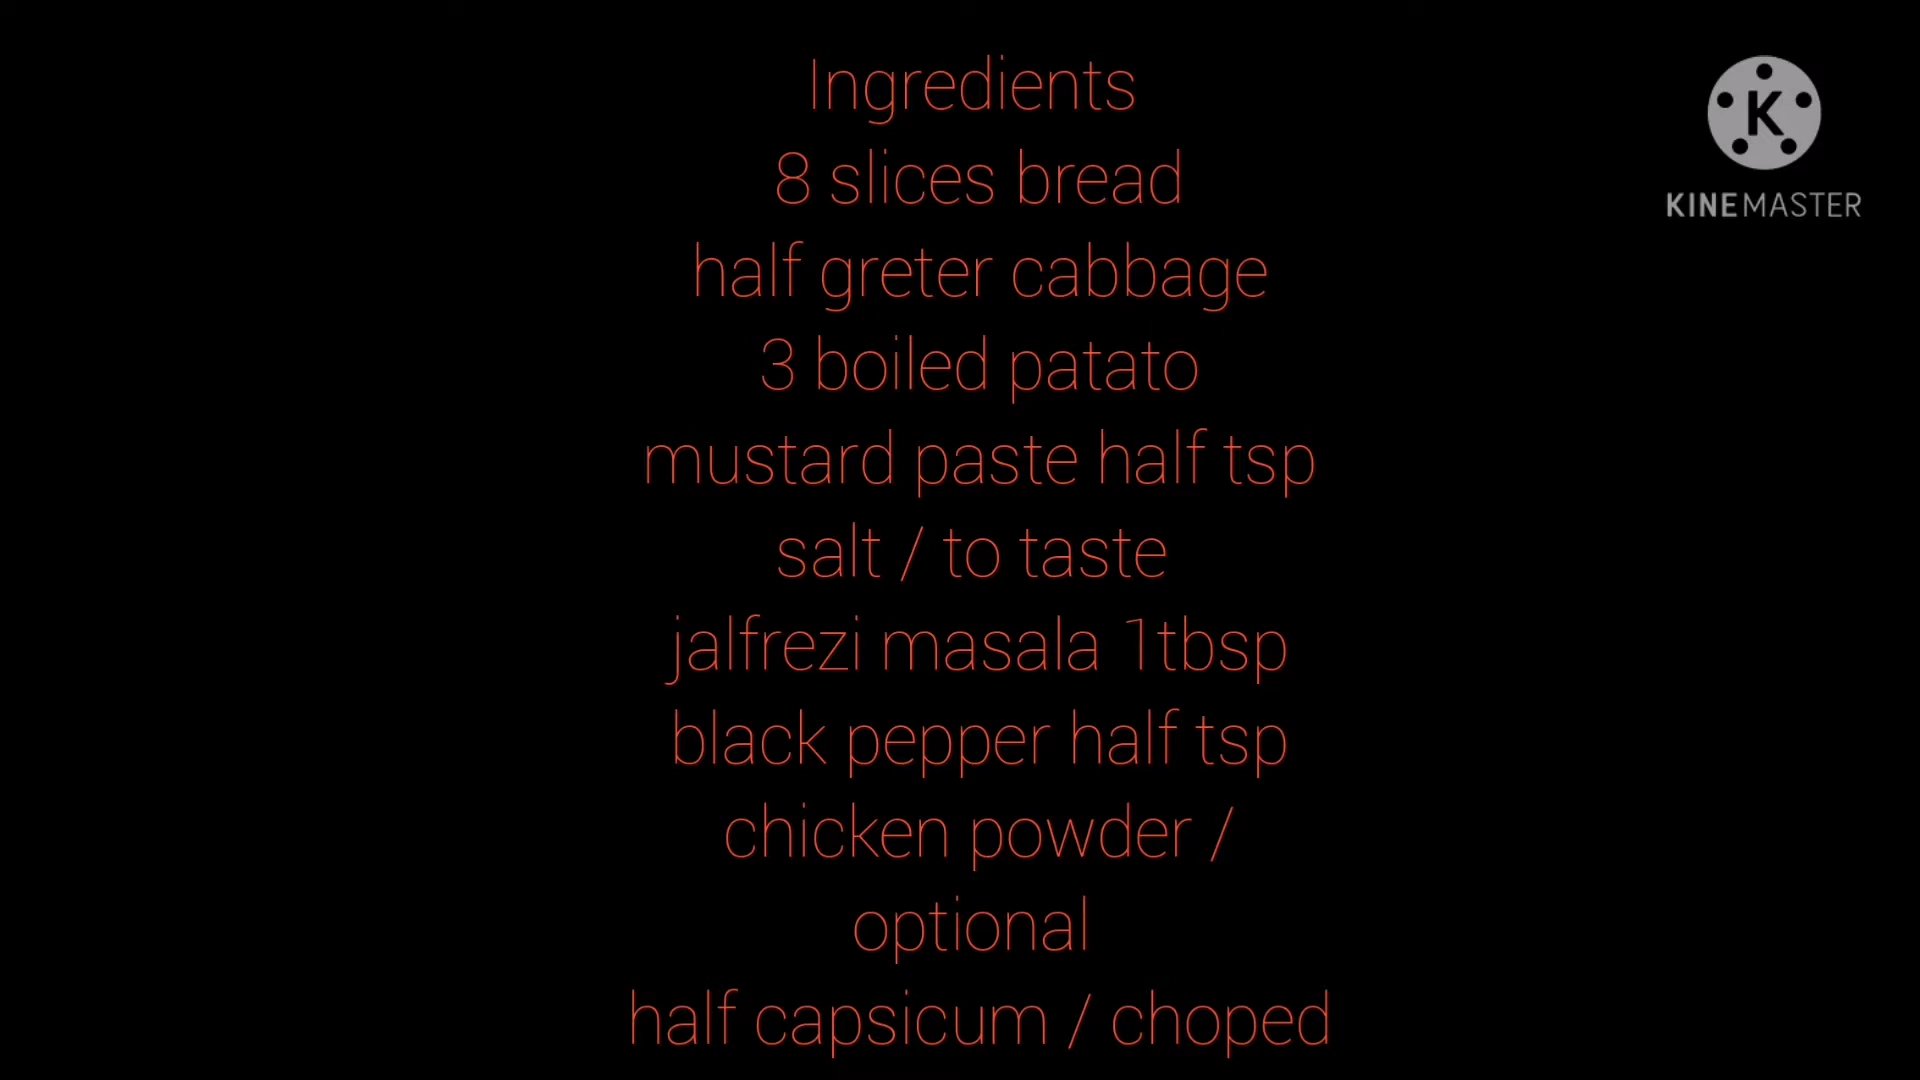 Ingredients
8 slices bread
half greter cabbage
3 boiled patato
mustard paste half tsp
salt / to taste
jalfrezi masala 1tbsp
black pepper half tsp
chicken powder /
optional
half capsicum / choped
K
KINEMASTER